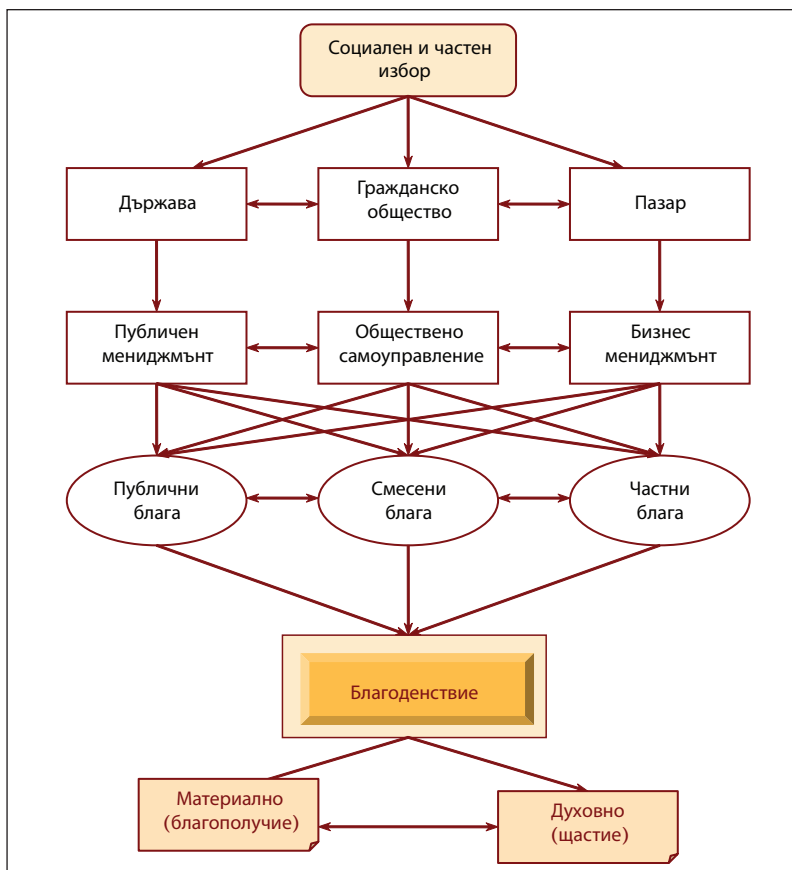 Социален и частен
избор
Държава
Гражданско
общество
Пазар
Публичен
мениджмънт
Обществено
самоуправление
Бизнес
мениджмънт
Публични
блага
Смесени
блага
Частни
блага
Благоденствие
Материално
(благополучие)
Духовно
(щастие)